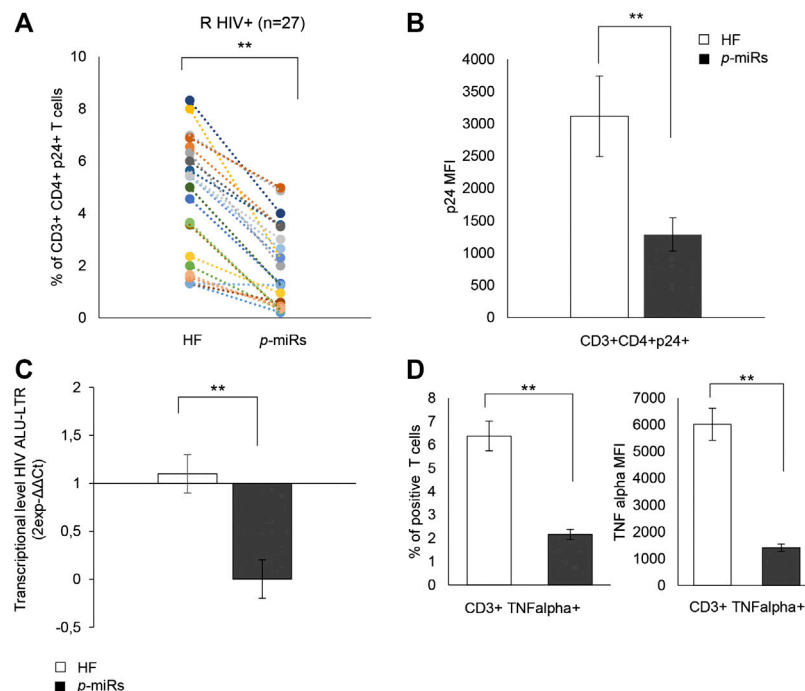 A
R HIV+ (n=27)
**
% of CD3+ CD4+ p24+ T cells
10
8
6
4
2
0
HF
p-miRs
B
HF
p-miRs
**
p24 MFI
4000
3500
3000
2500
2000
1500
1000
500
0
CD3+CD4+p24+
C
**
Transcriptional level HIV ALU-LTR
(2exp-ΔΔCt)
2
1,5
1
0,5
0
-0,5
HF
p-miRs
D
**
% of positive T cells
8
7
6
5
4
3
2
1
0
CD3+ TNFalpha+
**
TNF alpha MFI
7000
6000
5000
4000
3000
2000
1000
0
CD3+ TNFalpha+